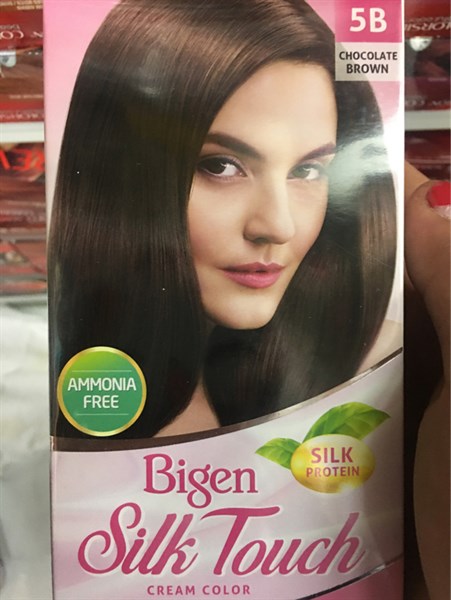 5B
CHOCOLATE
BROWN
AMMONIA
FREE
SILK
PROTEIN
Bigen
Silk Touch
CREAM COLOR